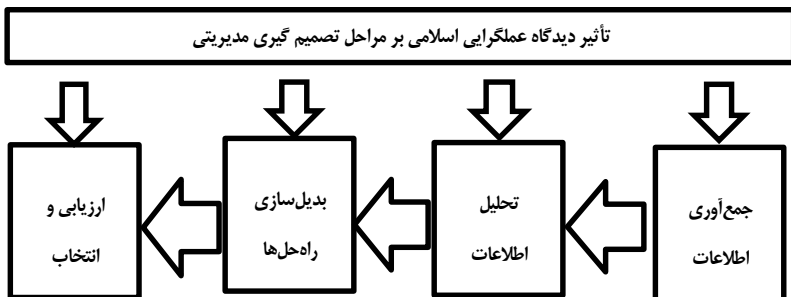 تأثیر دیدگاه عملگرایی اسلامی بر مراحل تصمیم گیری مدیریتی
جمع‌آوری
اطلاعات
تحلیل
اطلاعات
بدیل‌سازی
راه‌حل‌ها
ارزیابی و
انتخاب